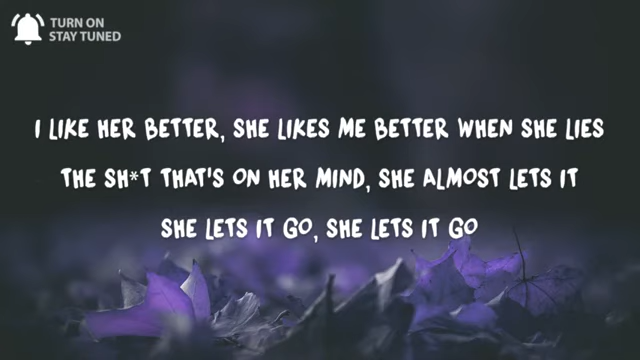 TURN ON
STAY TUNED
I LIKE HER BETTER, SHE LIKES ME BETTER WHEN SHE LIES
THE SH*T THAT'S ON HER MIND, SHE ALMOST LETS IT
SHE LETS IT GO, SHE LETS IT GO